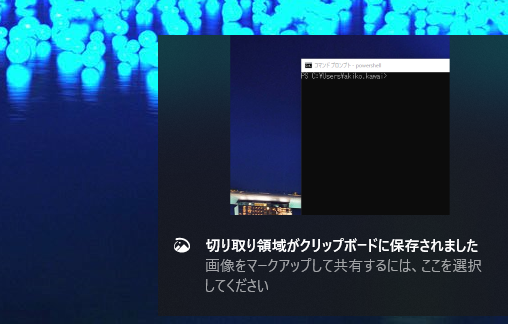 コマンド プロンプト - powershell
PS C:¥Users¥akiko.kawai>
切り取り領域がクリップボードに保存されました
画像をマークアップして共有するには、ここを選択
してください